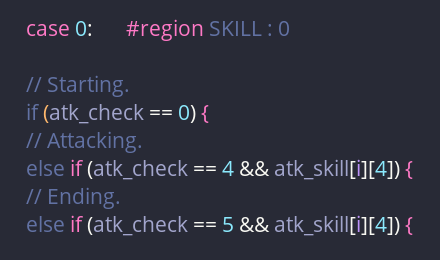 case 0: #region SKILL : 0
// Starting.
if (atk_check == 0) {
// Attacking.
else if (atk_check == 4 && atk_skill[i][4]) {
// Ending.
else if (atk_check == 5 && atk_skill[i][4]) {